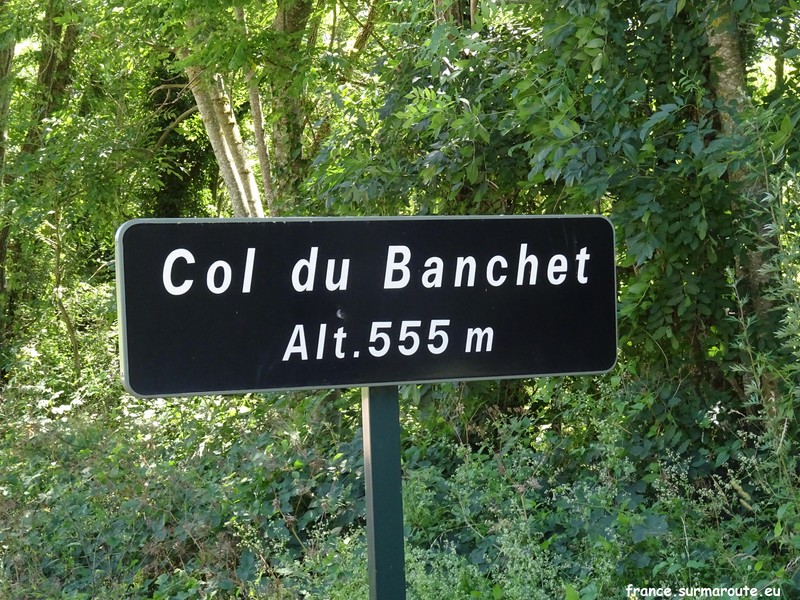 Col du Banchet
Alt. 555 m
france.surmaroute.eu